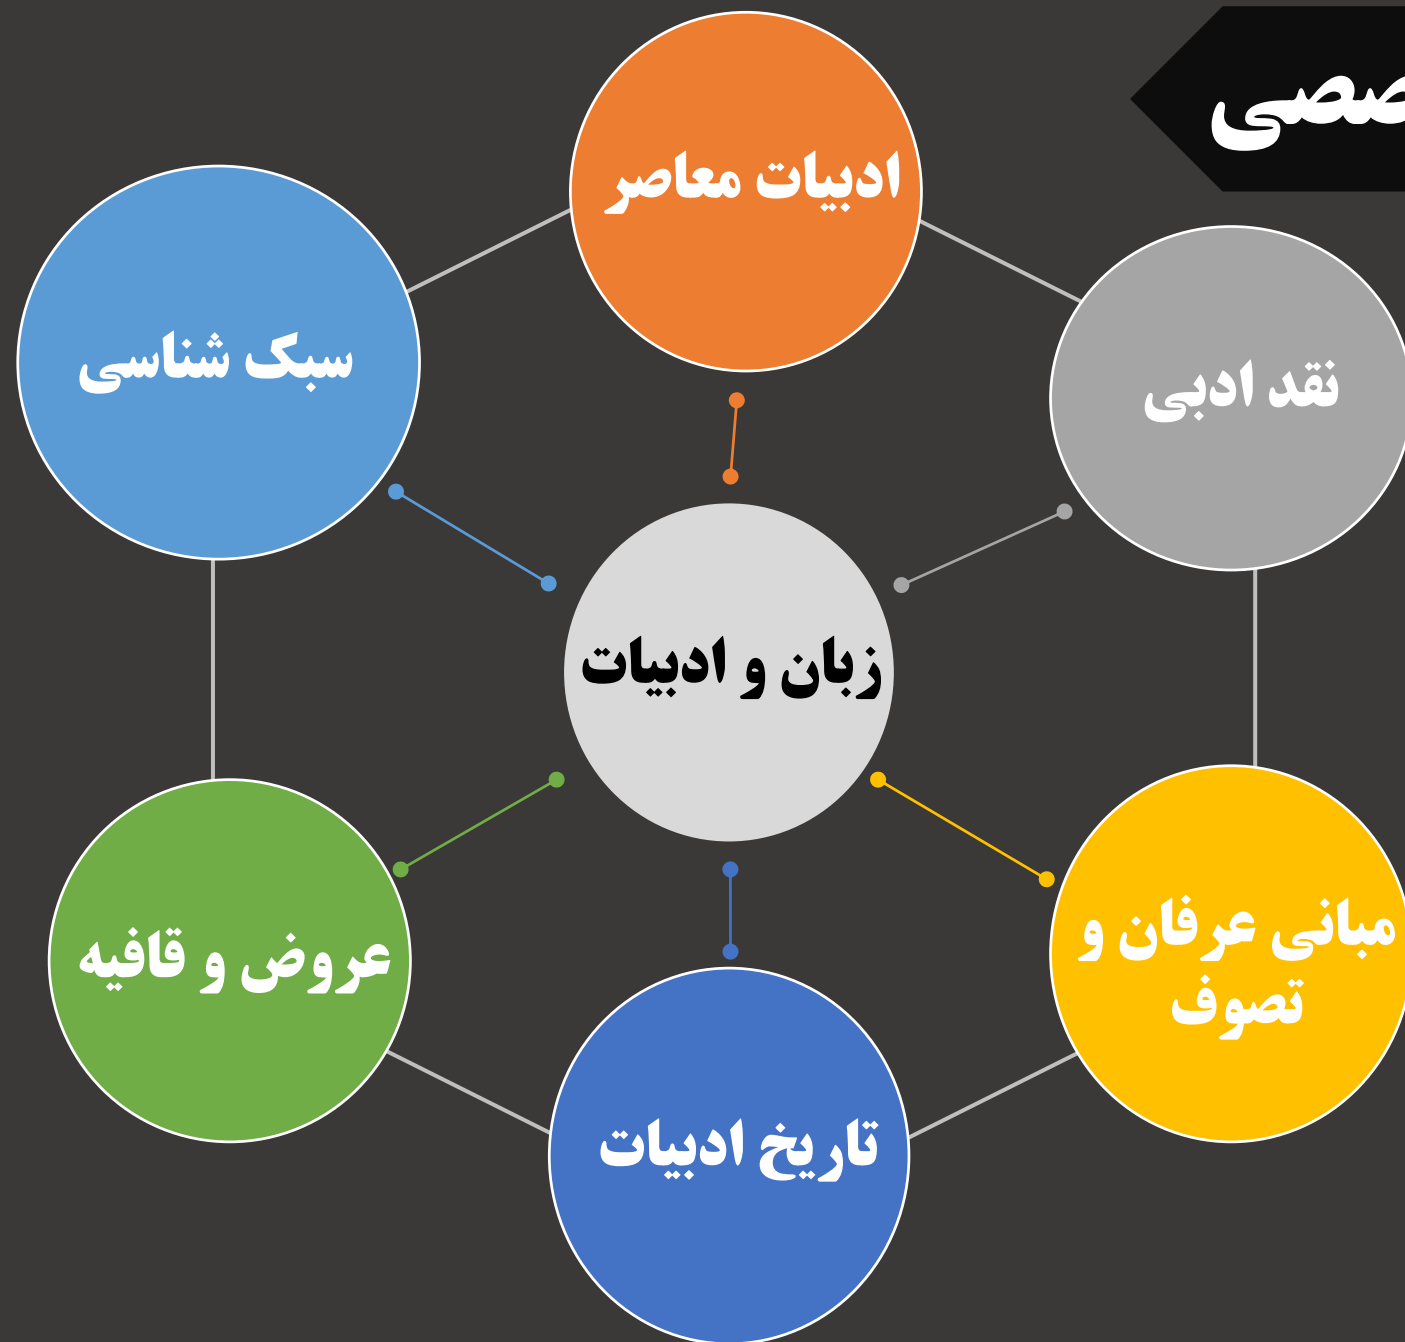 ادبیات معاصر
سبک شناسی
نقد ادبی
زبان و ادبیات
عروض و قافیه
مبانی عرفان و
تصوف
تاریخ ادبیات